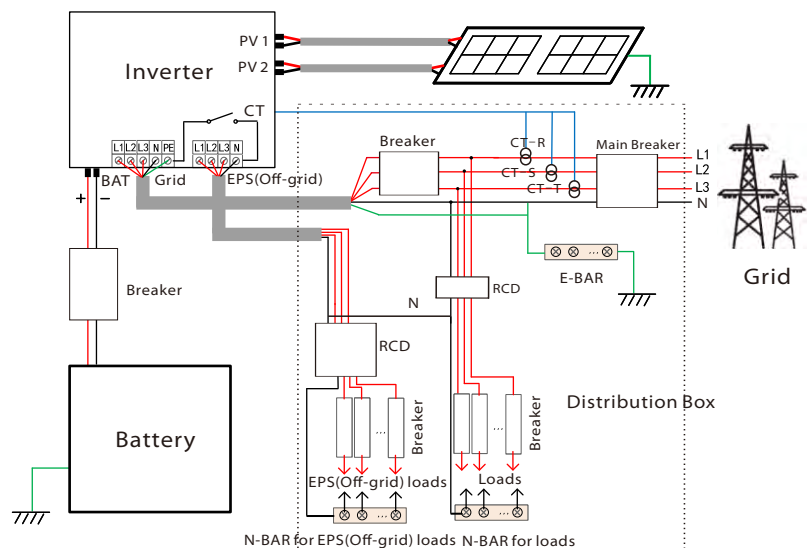 PV 1
PV 2
Inverter
CT
L1 L2 L3 N PE
L1 L2 L3 N
BAT
Grid
EPS(Off-grid)
+
−
Breaker
CT-R
CT-S
CT-T
Main Breaker
L1
L2
L3
N
Grid
E-BAR
Breaker
N
RCD
RCD
...
Breaker
...
Breaker
Distribution Box
Battery
EPS(Off-grid) loads
Loads
...
...
...
N-BAR for EPS(Off-grid) loads
N-BAR for loads